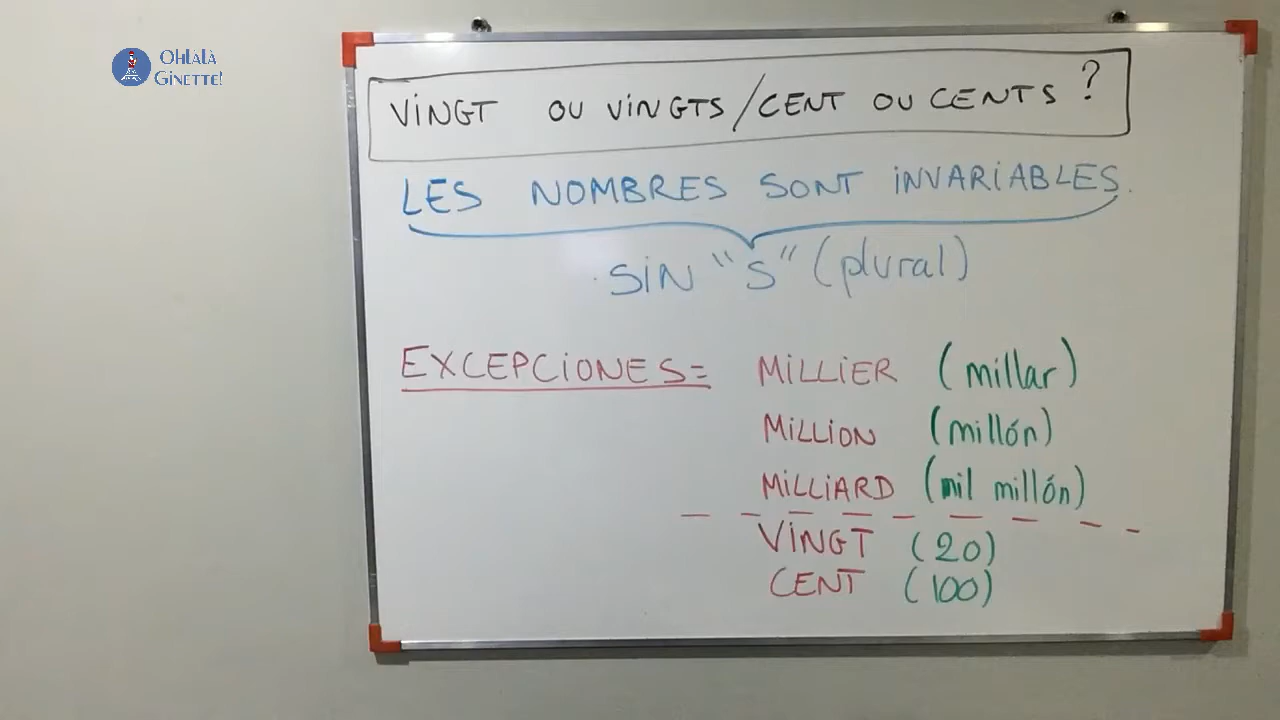 OHLÀLÀ
GINETTE!
VINGT OU VINGTS/CENT OU CENTS ?
LES NOMBRES SONT INVARIABLES.
SIN "S" (plural)
EXCEPCIONES= MILLIER (millar)
MILLION (millón)
MILLIARD (mil millón)
VINGT (20)
CENT (100)